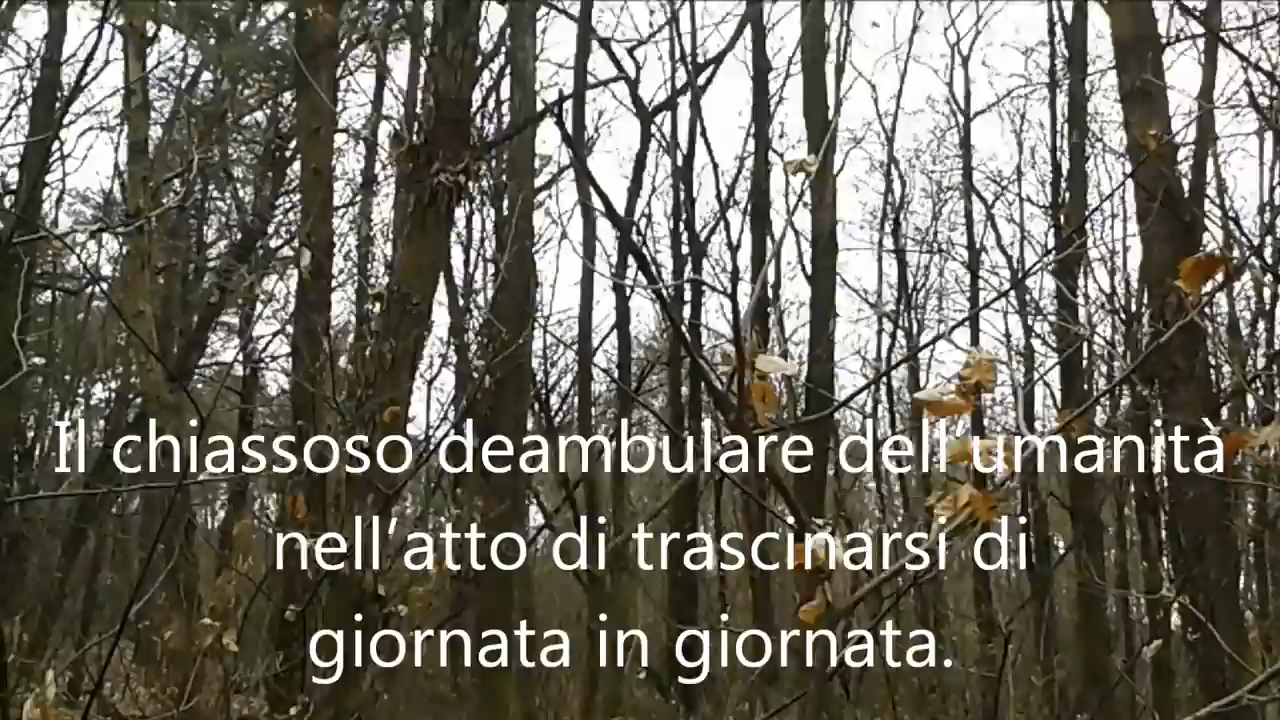 Il chiassoso deambulare dell'umanità
nell'atto di trascinarsi di
giornata in giornata.